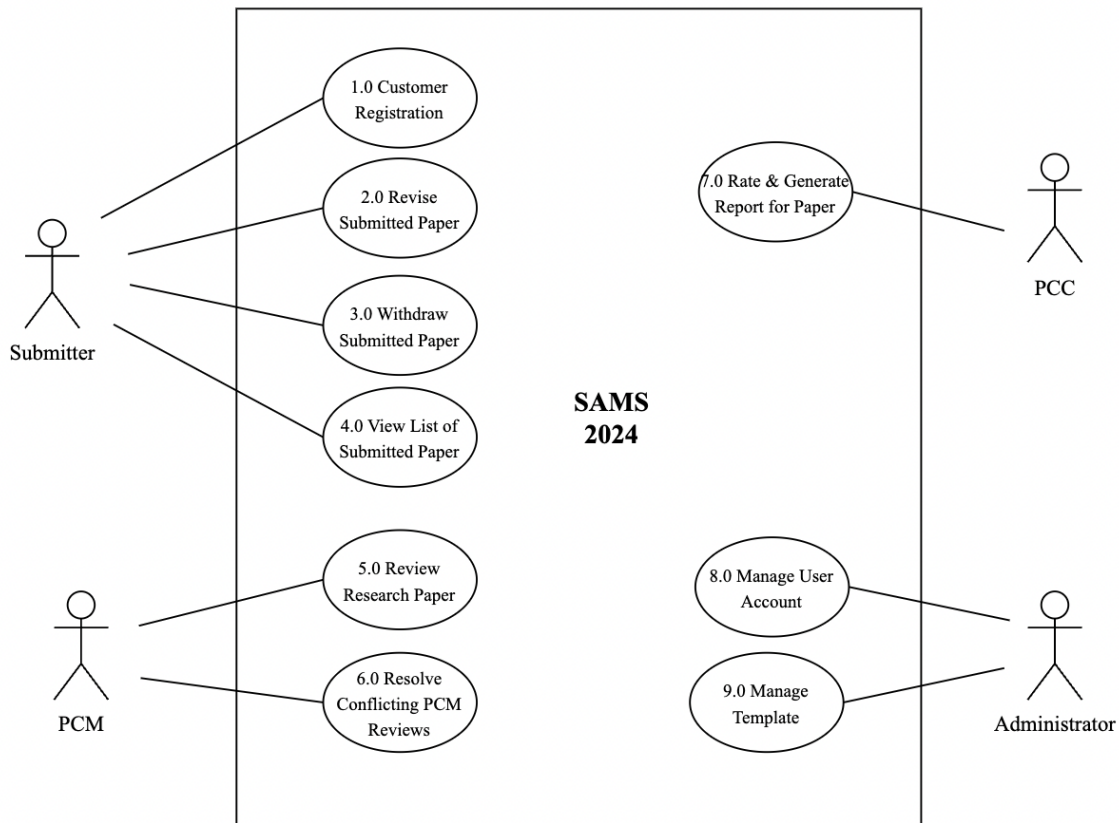 1.0 Customer
Registration
2.0 Revise
Submitted Paper
3.0 Withdraw
Submitted Paper
4.0 View List of
Submitted Paper
Submitter
5.0 Review
Research Paper
6.0 Resolve
Conflicting PCM
Reviews
PCM
SAMS
2024
7.0 Rate & Generate
Report for Paper
PCC
8.0 Manage User
Account
9.0 Manage
Template
Administrator